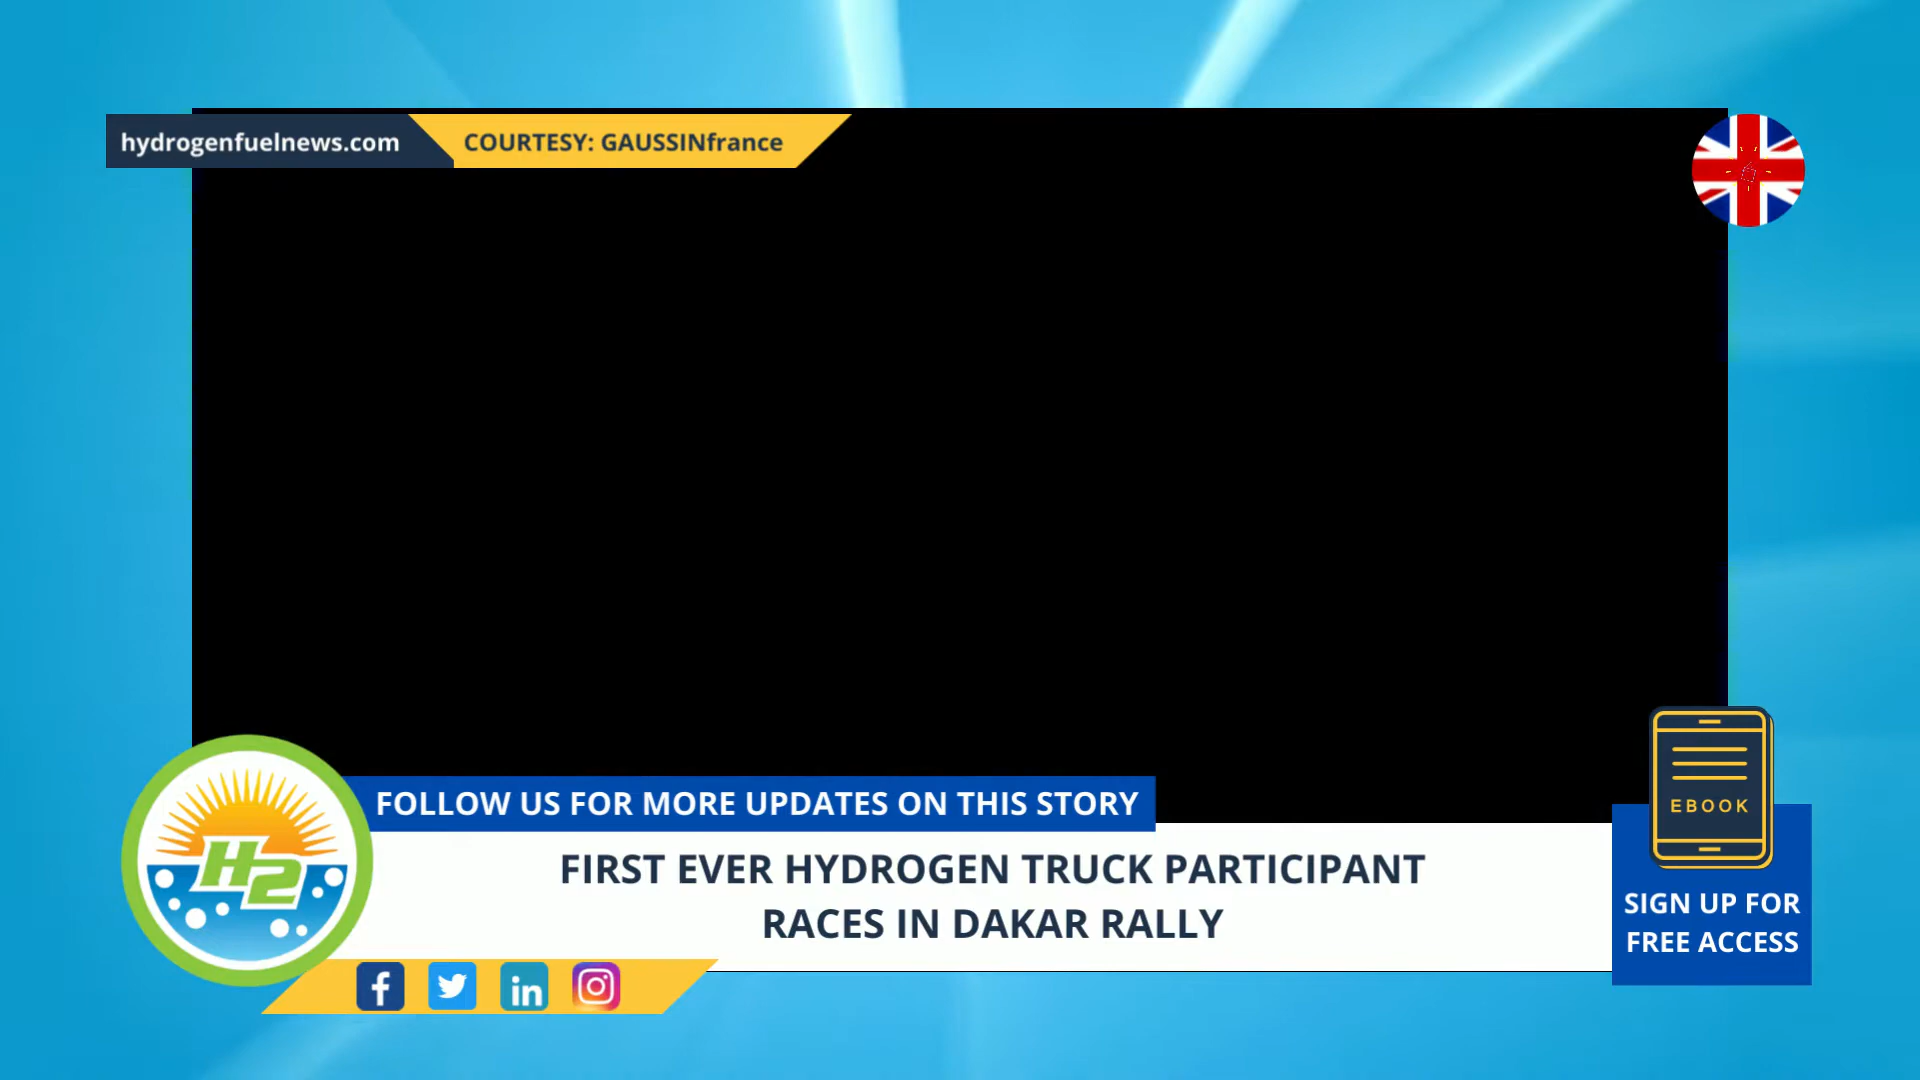 hydrogenfuelnews.com
COURTESY: GAUSSINfrance
FOLLOW US FOR MORE UPDATES ON THIS STORY
FIRST EVER HYDROGEN TRUCK PARTICIPANT
RACES IN DAKAR RALLY
H2
EBOOK
SIGN UP FOR
FREE ACCESS
f
in